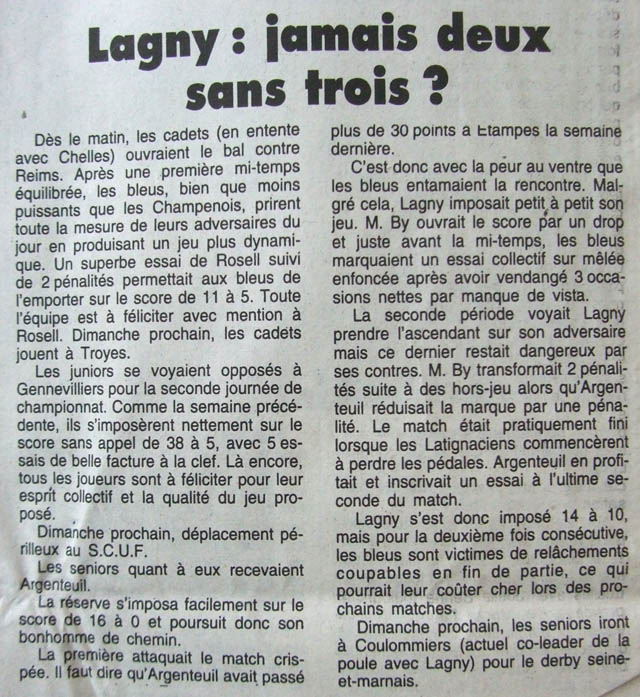 Lagny : jamais deux
sans trois ?
Dès le matin, les cadets (en entente
avec Chelles) ouvraient le bal contre
Reims. Après une première mi-temps
équilibrée, les bleus, bien que moins
puissants que les Champenois, prirent
toute la mesure de leurs adversaires du
jour en produisant un jeu plus dynami-
que. Un superbe essai de Rosell suivi
de 2 pénalités permettait aux bleus de
l'emporter sur le score de 11 à 5. Toute
l'équipe est à féliciter avec mention à
Rosell. Dimanche prochain, les cadets
jouent à Troyes.
Les juniors se voyaient opposés à
Gennevilliers pour la seconde journée de
championnat. Comme la semaine précé-
dente, ils s'imposèrent nettement sur le
score sans appel de 38 à 5, avec 5 es-
sais de belle facture à la clef. Là encore,
tous les joueurs sont à féliciter pour leur
esprit collectif et la qualité du jeu pro-
posé.
Dimanche prochain, déplacement pé-
rilleux au S.C.U.F.
Les seniors quant à eux recevaient
Argenteuil.
La réserve s'imposa facilement sur le
score de 16 à 0 et poursuit donc son
bonhomme de chemin.
La première attaquait le match cris-
pée. Il faut dire qu'Argenteuil avait passé
plus de 30 points à Etampes la semaine
dernière.
C'est donc avec la peur au ventre que
les bleus entamaient la rencontre. Mal-
gré cela, Lagny imposait petit à petit son
jeu. M. By ouvrait le score par un drop
et juste avant la mi-temps, les bleus
marquaient un essai collectif sur mêlée
enfoncée après avoir vendangé 3 occa-
sions nettes par manque de vista.
La seconde période voyait Lagny
prendre l'ascendant sur son adversaire
mais ce dernier restait dangereux par
ses contres. M. By transformait 2 pénali-
tés suite à des hors-jeu alors qu'Argen-
teuil réduisait la marque par une péna-
lité. Le match était pratiquement fini
lorsque les Latignaciens commencèrent
à perdre les pédales. Argenteuil en profi-
tait et inscrivait un essai à l'ultime se-
conde du match.
Lagny s'est donc imposé 14 à 10,
mais pour la deuxième fois consécutive,
les bleus sont victimes de relâchements
coupables en fin de partie, ce qui
pourrait leur coûter cher lors des pro-
chains matches.
Dimanche prochain, les seniors iront
à Coulommiers (actuel co-leader de la
poule avec Lagny) pour le derby seine-
et-marnais.